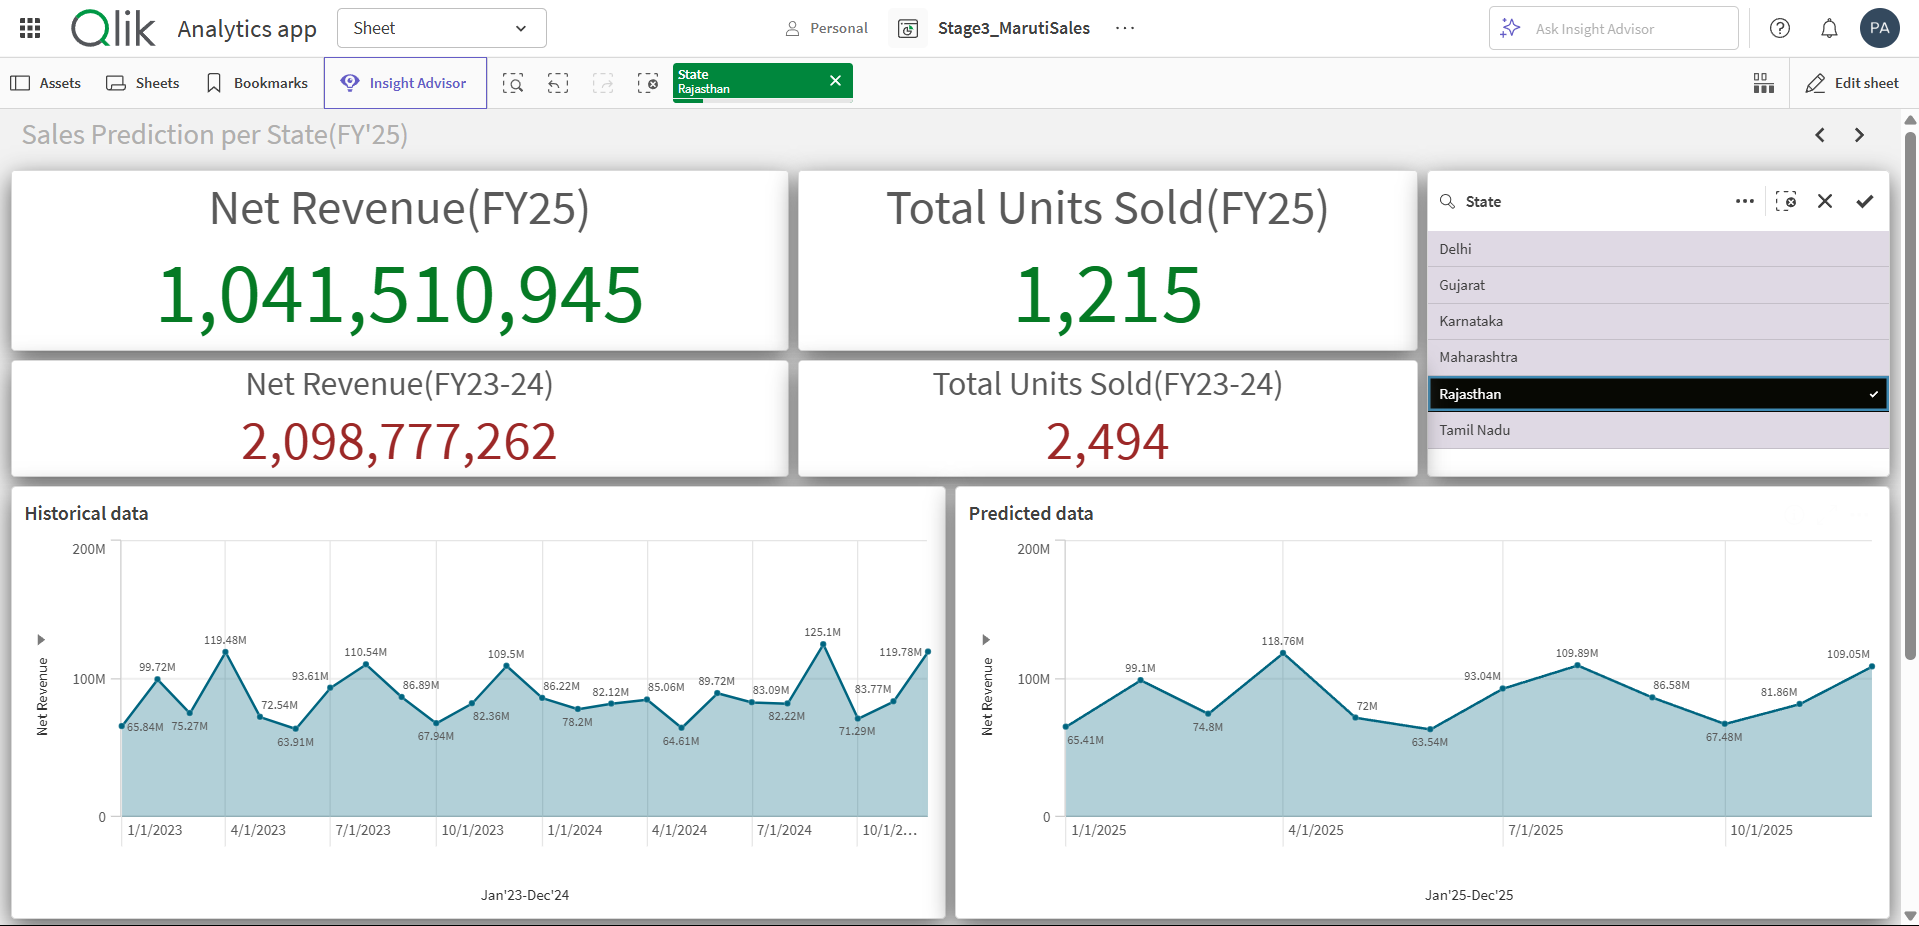 Qlik
Analytics app
Sheet
Personal
Stage3_MarutiSales
...
Ask Insight Advisor
PA
Assets
Sheets
Bookmarks
Insight Advisor
State
Rajasthan
Edit sheet
Sales Prediction per State(FY'25)
Net Revenue(FY25)
1,041,510,945
Total Units Sold(FY25)
1,215
Net Revenue(FY23-24)
2,098,777,262
Total Units Sold(FY23-24)
2,494
State
Delhi
Gujarat
Karnataka
Maharashtra
Rajasthan
Tamil Nadu
Historical data
200M
100M
0
Net Revenue
65.84M
99.72M
75.27M
119.48M
72.54M
63.91M
93.61M
110.54M
86.89M
67.94M
82.36M
109.5M
86.22M
78.2M
82.12M
85.06M
64.61M
89.72M
83.09M
82.22M
125.1M
71.29M
83.77M
119.78M
1/1/2023
4/1/2023
7/1/2023
10/1/2023
1/1/2024
4/1/2024
7/1/2024
10/1/2...
Jan'23-Dec'24
Predicted data
200M
100M
0
Net Revenue
65.41M
99.1M
74.8M
118.76M
72M
63.54M
93.04M
109.89M
86.58M
67.48M
81.86M
109.05M
1/1/2025
4/1/2025
7/1/2025
10/1/2025
Jan'25-Dec'25